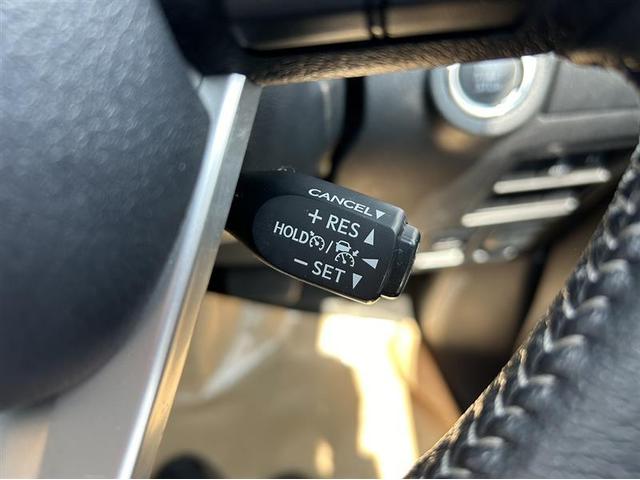 CANCEL▼
+ RES ▲
HOLD / ◀
− SET ▼